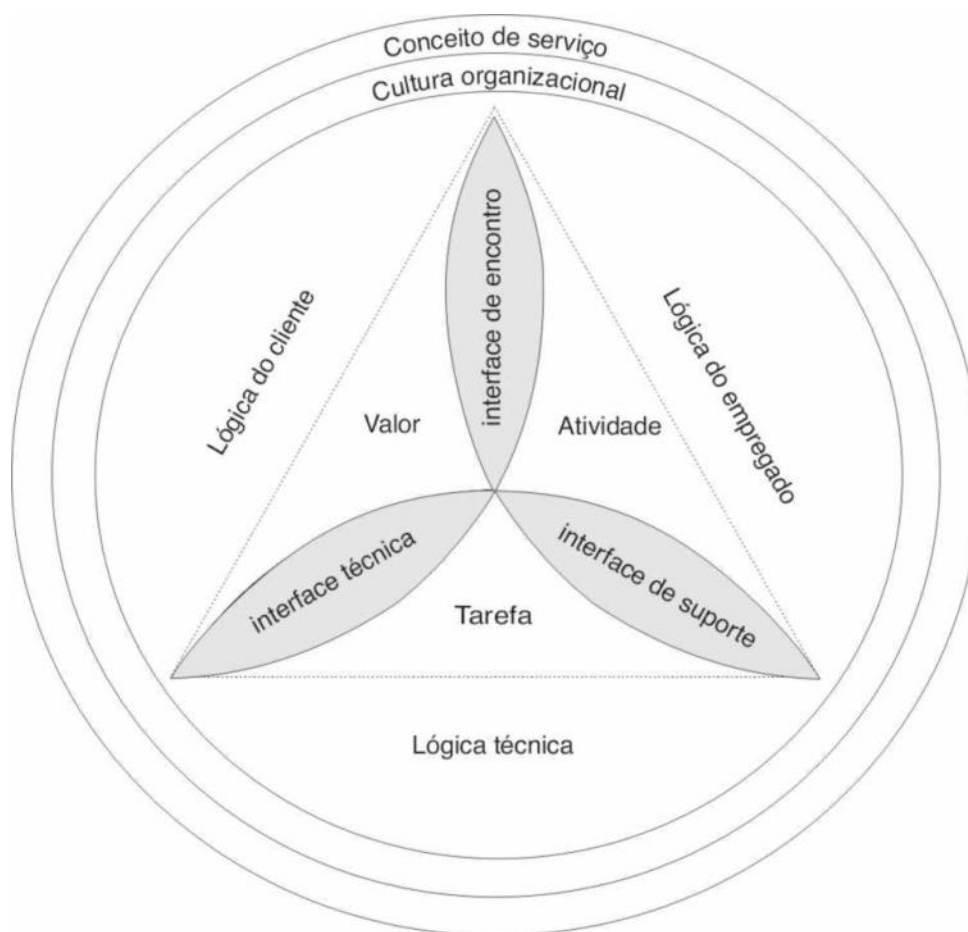 Conceito de serviço
Cultura organizacional
interface de encontro
Lógica do cliente
Lógica do empregado
Valor
Atividade
interface técnica
interface de suporte
Tarefa
Lógica técnica